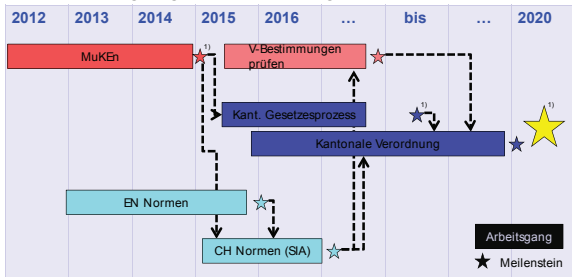 2012 2013 2014 2015 2016 ... bis ... 2020
MuKEn
1)
V-Bestimmungen
prüfen
Kant. Gesetzesprozess
1)
1)
Kantonale Verordnung
EN Normen
CH Normen (SIA)
Arbeitsgang
Meilenstein